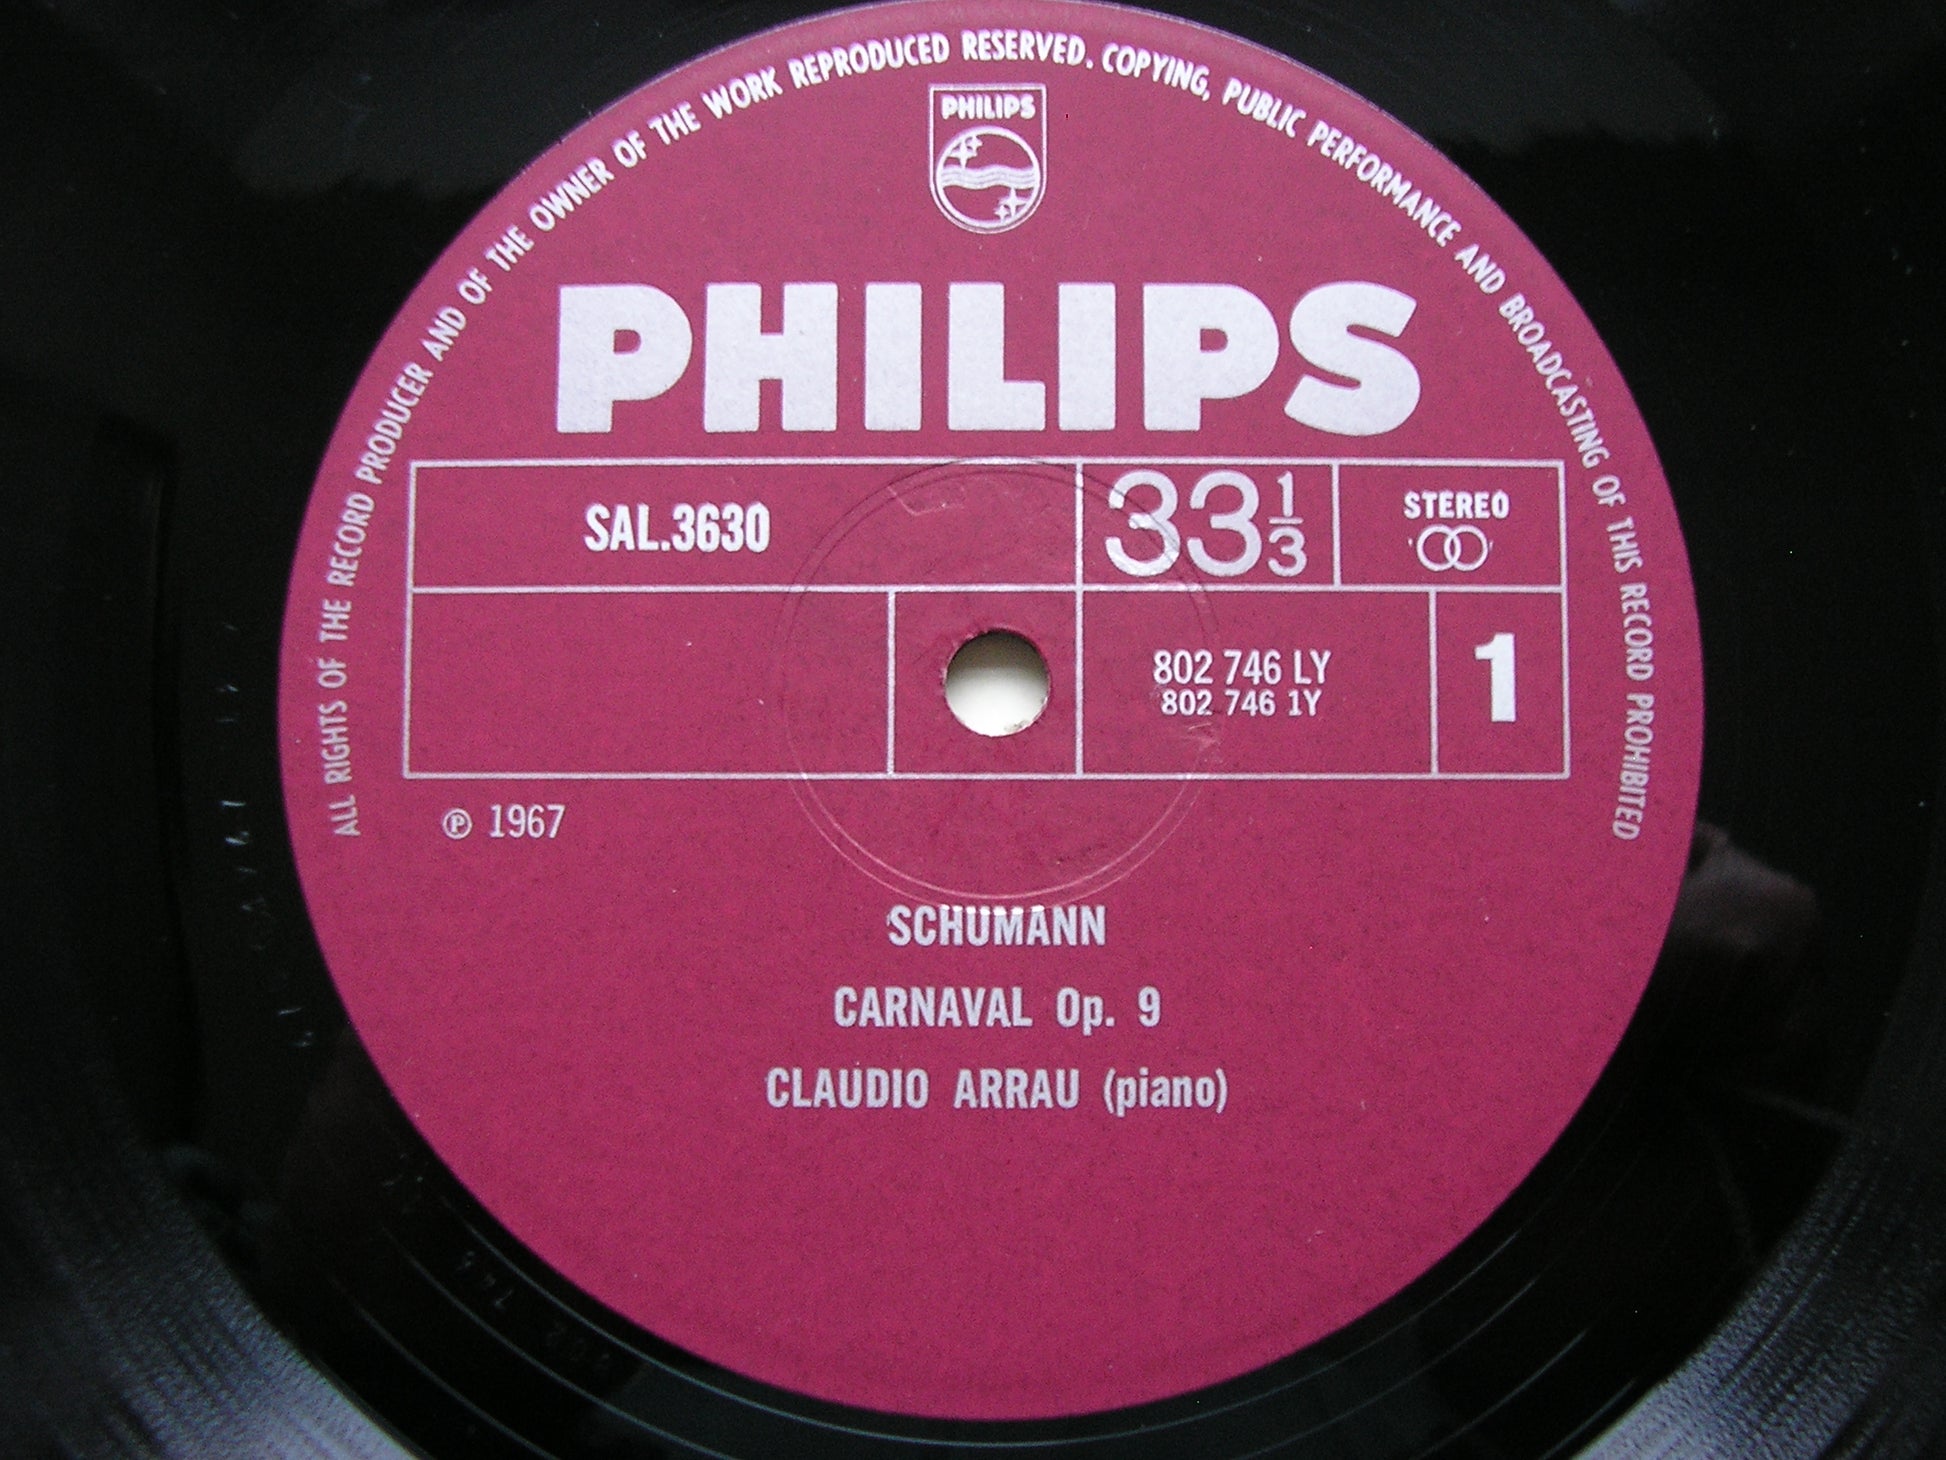 ALL RIGHTS OF THE RECORD PRODUCER AND OF THE OWNER OF THE WORK REPRODUCED RESERVED. COPYING, PUBLIC PERFORMANCE AND BROADCASTING OF THIS RECORD PROHIBITED
PHILIPS
PHILIPS
SAL.3630
33 1/3
STEREO
802 746 LY
802 746 1Y
1
℗ 1967
SCHUMANN
CARNAVAL Op. 9
CLAUDIO ARRAU (piano)